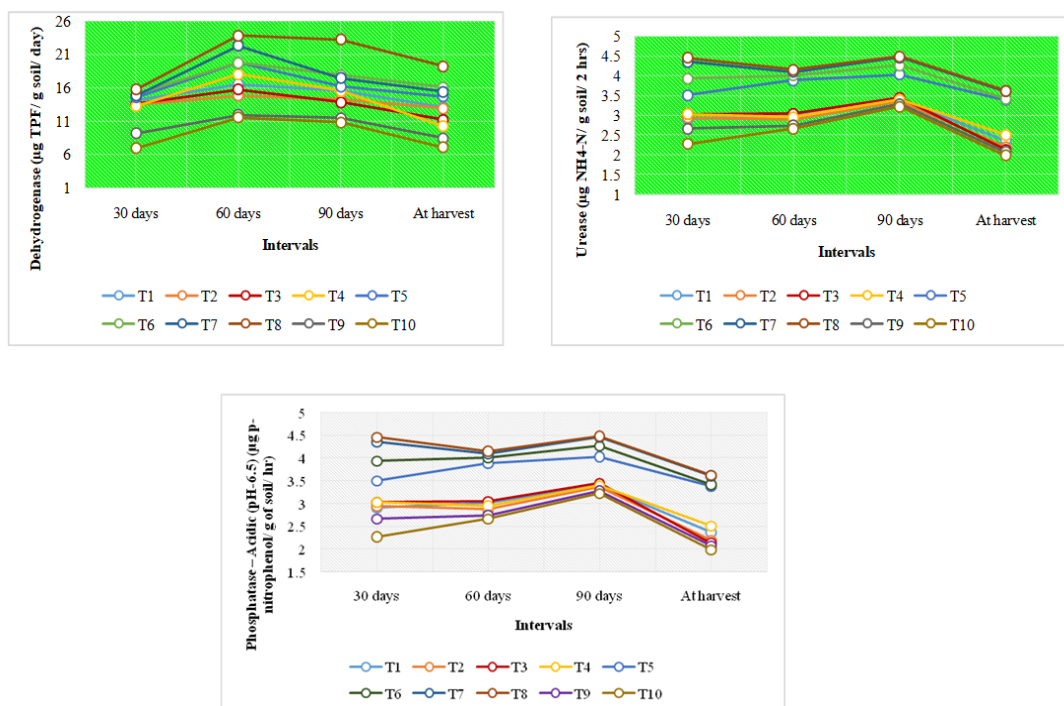 Dehydrogenase (µg TPF/ g soil/ day)
26
21
16
11
6
1
30 days 60 days 90 days At harvest
Intervals
T1 T2 T3 T4 T5
T6 T7 T8 T9 T10
Urease (µg NH4-N/ g soil/ 2 hrs)
5
4.5
4
3.5
3
2.5
2
1.5
1
30 days 60 days 90 days At harvest
Intervals
T1 T2 T3 T4 T5
T6 T7 T8 T9 T10
Phosphatase – Acidic (pH-6.5) (µg p-
nitrophenol/ g of soil/ hr)
5
4.5
4
3.5
3
2.5
2
1.5
30 days 60 days 90 days At harvest
Intervals
T1 T2 T3 T4 T5
T6 T7 T8 T9 T10